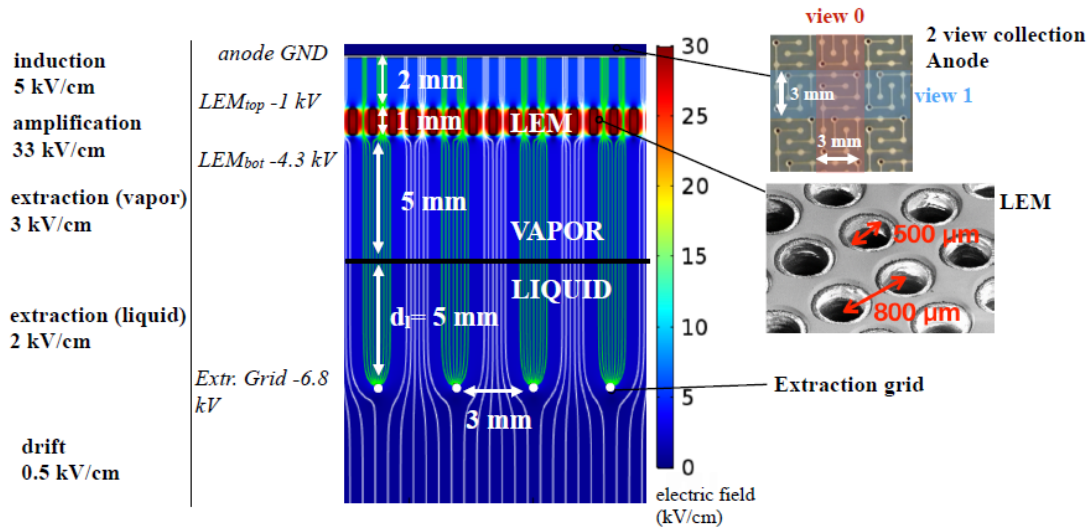 induction
5 kV/cm
amplification
33 kV/cm
extraction (vapor)
3 kV/cm
extraction (liquid)
2 kV/cm
drift
0.5 kV/cm
anode GND
LEMtop -1 kV
LEMbot -4.3 kV
Extr. Grid -6.8
kV
2 mm
1 mm
LEM
5 mm
VAPOR
LIQUID
dl= 5 mm
3 mm
30
25
20
15
10
5
0
electric field
(kV/cm)
view 0
2 view collection
Anode
3 mm
view 1
3 mm
LEM
500 μm
800 μm
Extraction grid